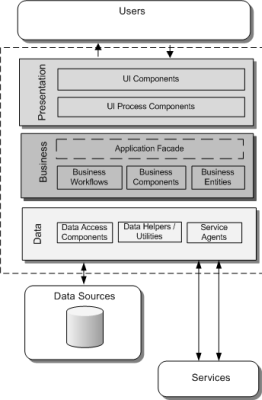 Users
Presentation
UI Components
UI Process Components
Business
Application Facade
Business
Workflows
Business
Components
Business
Entities
Data
Data Access
Components
Data Helpers /
Utilities
Service
Agents
Data Sources
Services